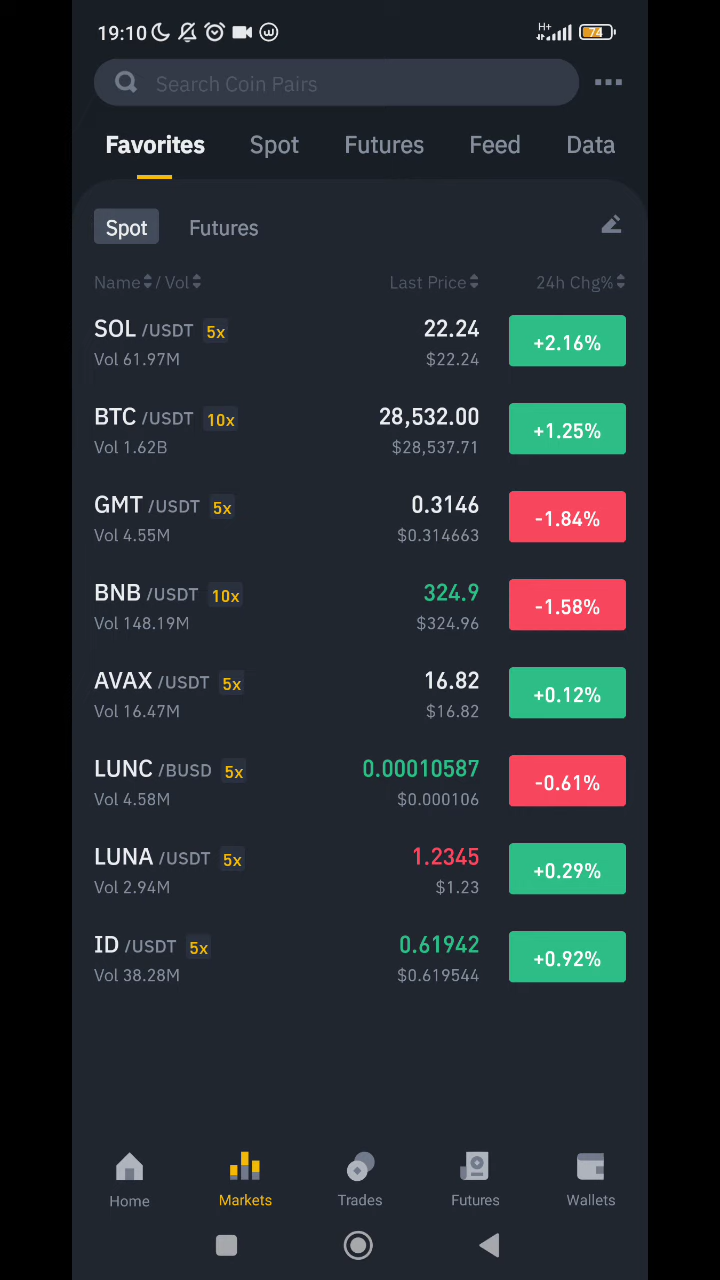 19:10 H+ 74
Search Coin Pairs
Favorites Spot Futures Feed Data
Spot Futures
Name / Vol Last Price 24h Chg%
SOL /USDT 5x 22.24 +2.16%
Vol 61.97M $22.24
BTC /USDT 10x 28,532.00 +1.25%
Vol 1.62B $28,537.71
GMT /USDT 5x 0.3146 -1.84%
Vol 4.55M $0.314663
BNB /USDT 10x 324.9 -1.58%
Vol 148.19M $324.96
AVAX /USDT 5x 16.82 +0.12%
Vol 16.47M $16.82
LUNC /BUSD 5x 0.00010587 -0.61%
Vol 4.58M $0.000106
LUNA /USDT 5x 1.2345 +0.29%
Vol 2.94M $1.23
ID /USDT 5x 0.61942 +0.92%
Vol 38.28M $0.619544
Home Markets Trades Futures Wallets